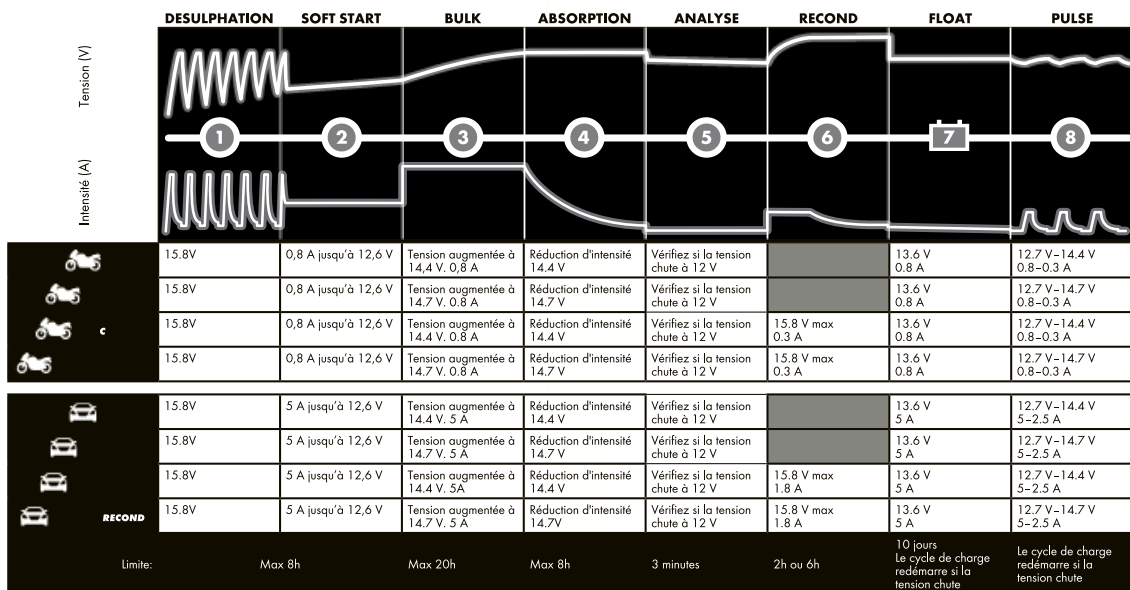 DESULPHATION SOFT START BULK ABSORPTION ANALYSE RECOND FLOAT PULSE
Tension (V)
1 2 3 4 5 6 7 8
Intensité (A)
15.8V 0,8 A jusqu'à 12,6 V Tension augmentée à Réduction d'intensité Vérifiez si la tension 13.6 V 12.7 V–14.4 V
14,4 V. 0,8 A 14.4 V chute à 12 V 0.8 A 0.8–0.3 A
15.8V 0,8 A jusqu'à 12,6 V Tension augmentée à Réduction d'intensité Vérifiez si la tension 13.6 V 12.7 V–14.7 V
14.7 V. 0.8 A 14.7 V chute à 12 V 0.8 A 0.8–0.3 A
C 15.8V 0,8 A jusqu'à 12,6 V Tension augmentée à Réduction d'intensité Vérifiez si la tension 15.8 V max 13.6 V 12.7 V–14.4 V
14.4 V. 0.8 A 14.4 V chute à 12 V 0.3 A 0.8 A 0.8–0.3 A
15.8V 0,8 A jusqu'à 12,6 V Tension augmentée à Réduction d'intensité Vérifiez si la tension 15.8 V max 13.6 V 12.7 V–14.7 V
14.7 V. 0.8 A 14.7 V chute à 12 V 0.3 A 0.8 A 0.8–0.3 A
15.8V 5 A jusqu'à 12,6 V Tension augmentée à Réduction d'intensité Vérifiez si la tension 13.6 V 12.7 V–14.4 V
14.4 V. 5 A 14.4 V chute à 12 V 5 A 5–2.5 A
15.8V 5 A jusqu'à 12,6 V Tension augmentée à Réduction d'intensité Vérifiez si la tension 13.6 V 12.7 V–14.7 V
14.7 V. 5 A 14.7 V chute à 12 V 5 A 5–2.5 A
15.8V 5 A jusqu'à 12,6 V Tension augmentée à Réduction d'intensité Vérifiez si la tension 15.8 V max 13.6 V 12.7 V–14.4 V
14.4 V. 5A 14.4 V chute à 12 V 1.8 A 5 A 5–2.5 A
RECOND 15.8V 5 A jusqu'à 12,6 V Tension augmentée à Réduction d'intensité Vérifiez si la tension 15.8 V max 13.6 V 12.7 V–14.7 V
14.7 V. 5 A 14.7V chute à 12 V 1.8 A 5 A 5–2.5 A
Limite: Max 8h Max 20h Max 8h 3 minutes 2h ou 6h
10 jours
Le cycle de charge
redémarre si la
tension chute
Le cycle de charge
redémarre si la
tension chute